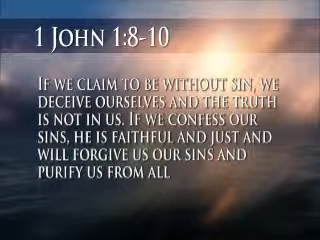 1 John 1:8-10
If we claim to be without sin, we
deceive ourselves and the truth
is not in us. If we confess our
sins, he is faithful and just and
will forgive us our sins and
purify us from all